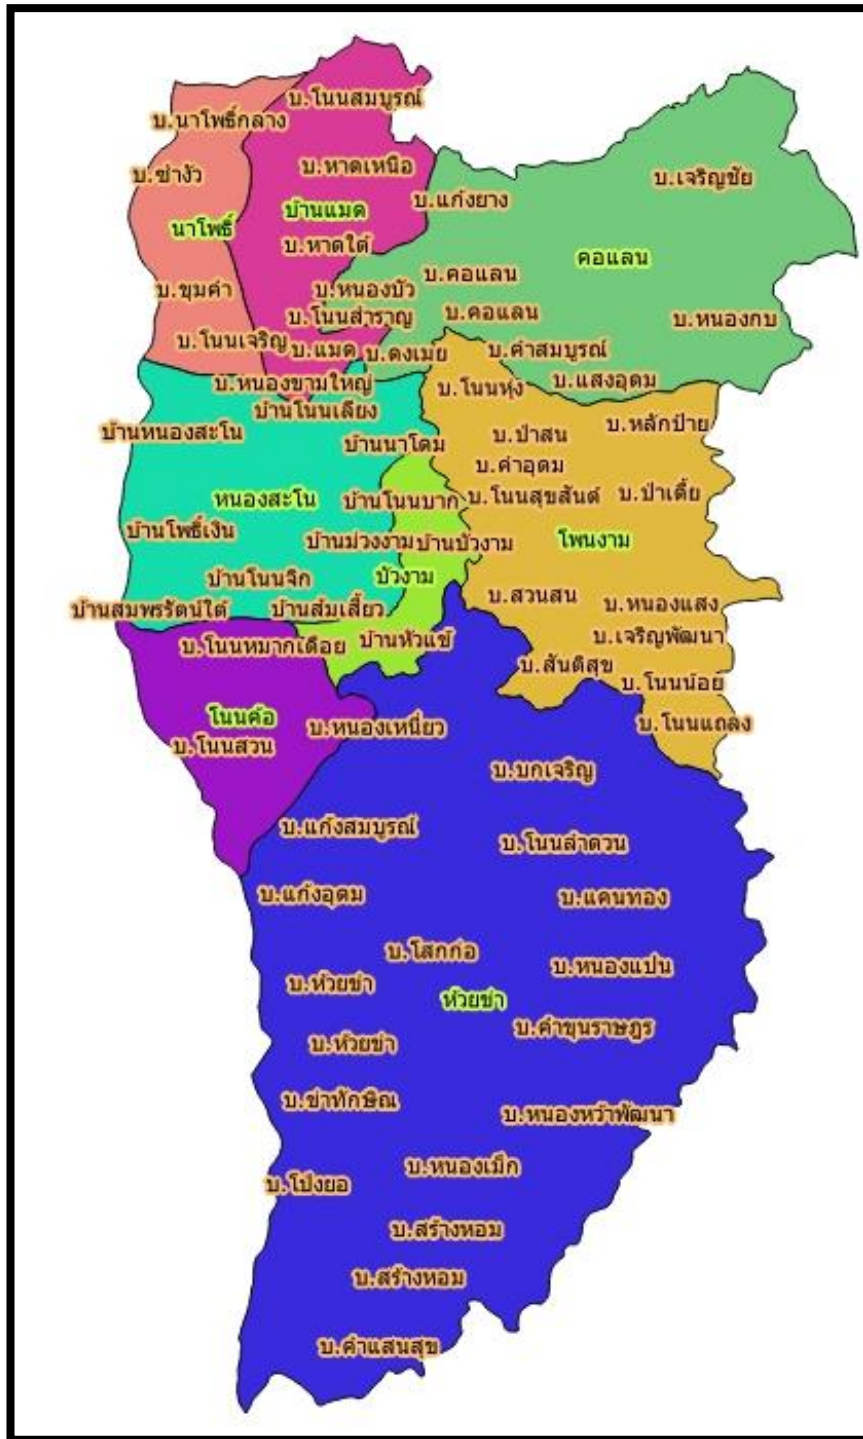 บ.โนนสมบูรณ์
บ.นาโพธิ์กลาง
บ.หาดเหนือ
บ.ข่างัว
บ.เจริญชัย
บ.แก้งยาง
บ้านแมด
นาโพธิ์
บ.หาดใต้
คอแลน
บ.คอแลน
บ.ขุมคำ
บ.หนองบัว
บ.คอแลน
บ.โนนสำราญ
บ.หนองกบ
บ.โนนเจริญ
บ.แมด
บ.ดงเมย
บ.คำสมบูรณ์
บ.หนองขามใหญ่
บ.โนนหุ่ง
บ.แสงอุดม
บ้านโนนเลียง
บ.หลักป้าย
บ้านหนองสะโน
บ้านนาโดม
บ.ป่าสน
บ.คำอุดม
หนองสะโน
บ้านโนนบาก
บ.โนนสุขสันต์
บ.ป่าเตี้ย
บ้านโพธิ์เงิน
บ้านม่วงงาม
บ้านบัวงาม
โพนงาม
บ้านโนนจิก
บัวงาม
บ.สวนสน
บ.หนองแสง
บ้านสมพรรัตน์ใต้
บ้านส้มเสี้ยว
บ.เจริญพัฒนา
บ.โนนหมากเดือย
บ้านหัวแข้
บ.สันติสุข
บ.โนนน้อย
โนนค้อ
บ.หนองเหนี่ยว
บ.โนนแถลง
บ.โนนสวน
บ.บกเจริญ
บ.แก้งสมบูรณ์
บ.โนนลำดวน
บ.แก้งอุดม
บ.แคนทอง
บ.โสกก่อ
บ.หนองแปน
บ.ห้วยข่า
ห้วยข่า
บ.คำขุนราษฎร
บ.ห้วยข่า
บ.ข่าทักษิณ
บ.หนองหว้าพัฒนา
บ.หนองเม็ก
บ.โป่งยอ
บ.สร้างหอม
บ.สร้างหอม
บ.คำแสนสุข